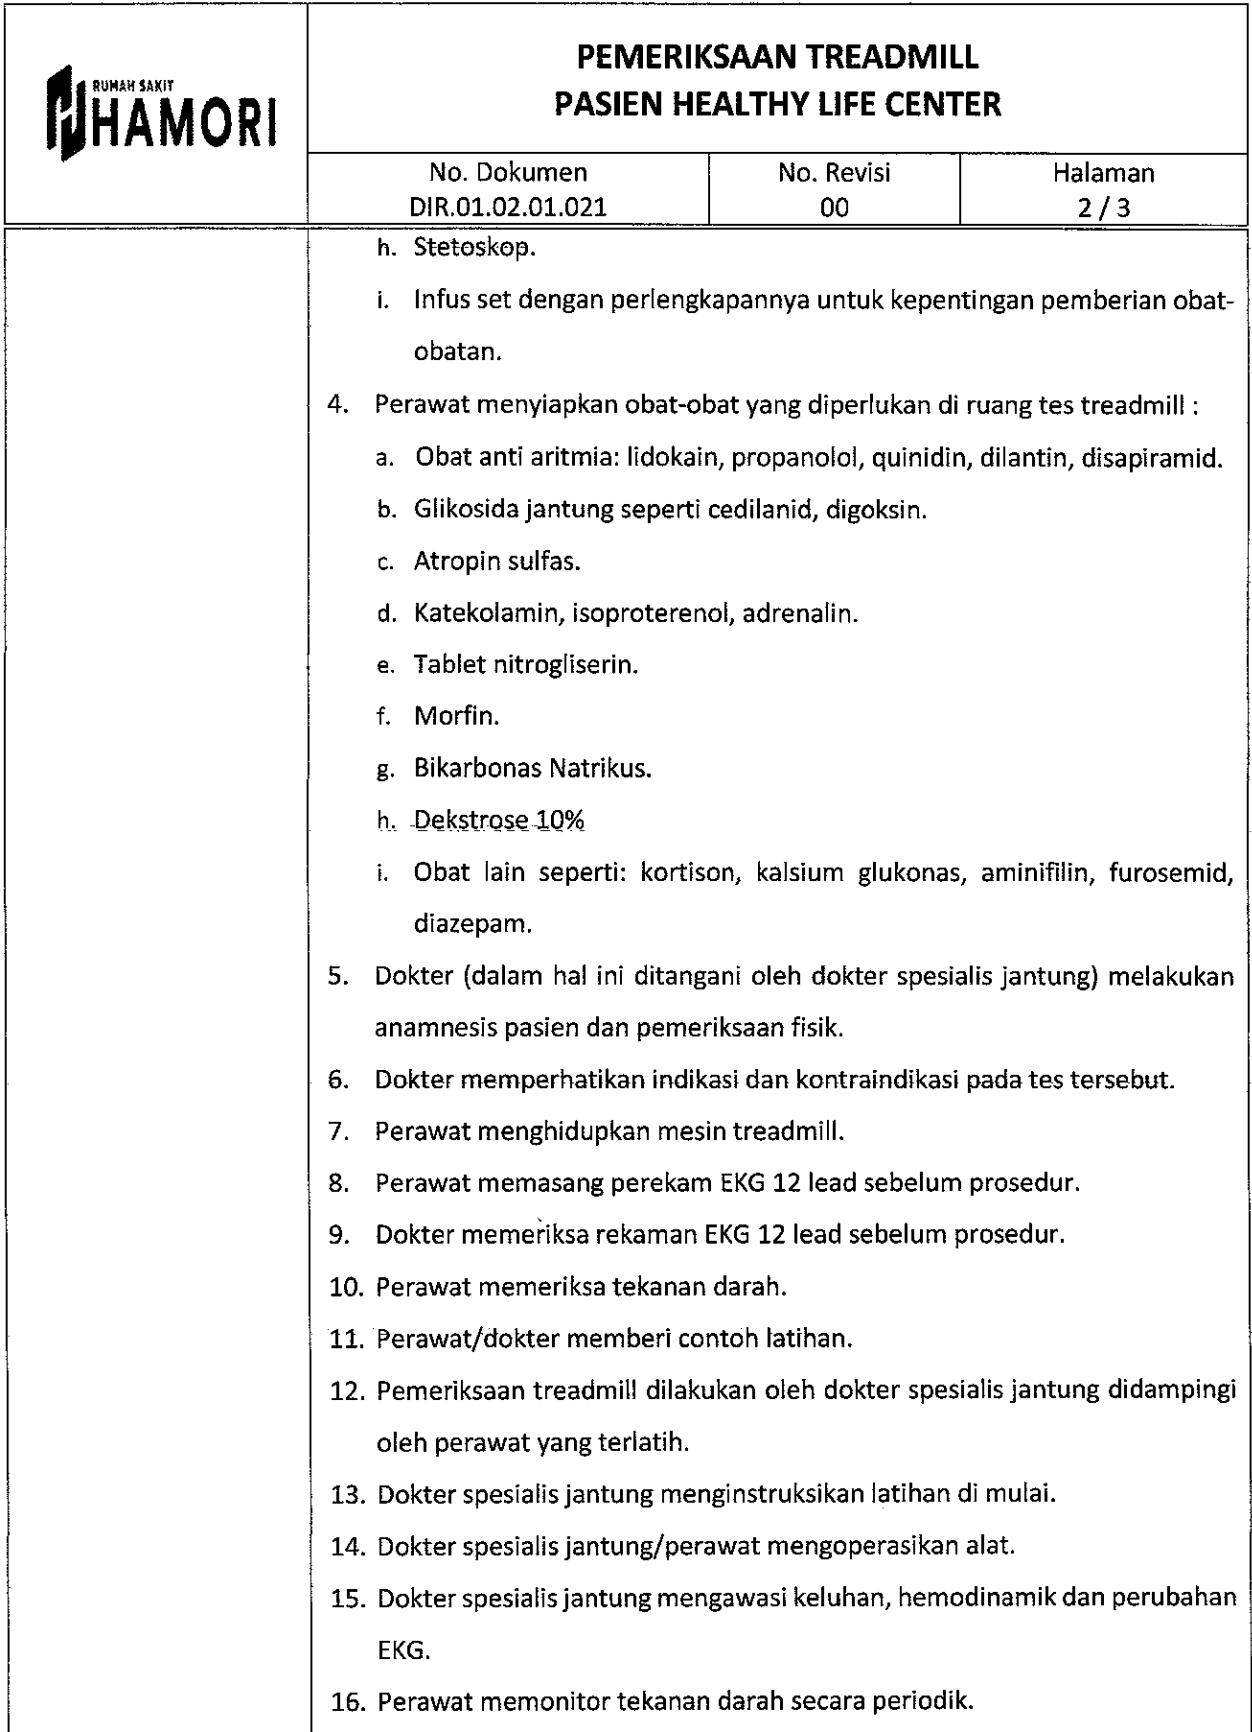 RUMAH SAKIT
HAMORI
PEMERIKSAAN TREADMILL
PASIEN HEALTHY LIFE CENTER
No. Dokumen
DIR.01.02.01.021
No. Revisi
00
Halaman
2 / 3
h. Stetoskop.
i. Infus set dengan perlengkapannya untuk kepentingan pemberian obat-
obatan.
4. Perawat menyiapkan obat-obat yang diperlukan di ruang tes treadmill :
a. Obat anti aritmia: lidokain, propanolol, quinidin, dilantin, disapiramid.
b. Glikosida jantung seperti cedilanid, digoksin.
c. Atropin sulfas.
d. Katekolamin, isoproterenol, adrenalin.
e. Tablet nitrogliserin.
f. Morfin.
g. Bikarbonas Natrikus.
h. Dekstrose 10%
i. Obat lain seperti: kortison, kalsium glukonas, aminifilin, furosemid,
diazepam.
5. Dokter (dalam hal ini ditangani oleh dokter spesialis jantung) melakukan
anamnesis pasien dan pemeriksaan fisik.
6. Dokter memperhatikan indikasi dan kontraindikasi pada tes tersebut.
7. Perawat menghidupkan mesin treadmill.
8. Perawat memasang perekam EKG 12 lead sebelum prosedur.
9. Dokter memeriksa rekaman EKG 12 lead sebelum prosedur.
10. Perawat memeriksa tekanan darah.
11. Perawat/dokter memberi contoh latihan.
12. Pemeriksaan treadmill dilakukan oleh dokter spesialis jantung didampingi
oleh perawat yang terlatih.
13. Dokter spesialis jantung menginstruksikan latihan di mulai.
14. Dokter spesialis jantung/perawat mengoperasikan alat.
15. Dokter spesialis jantung mengawasi keluhan, hemodinamik dan perubahan
EKG.
16. Perawat memonitor tekanan darah secara periodik.